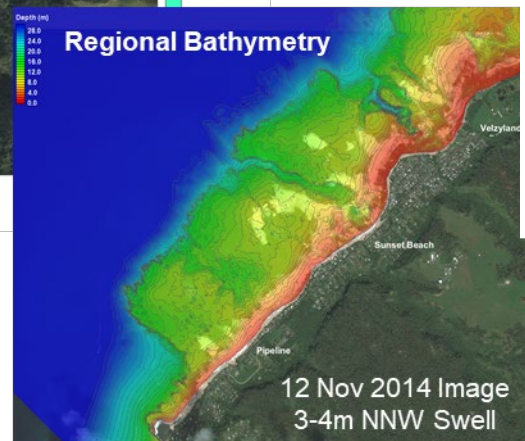 Depth (m)
28.0
24.0
20.0
16.0
12.0
8.0
4.0
0.0
Regional Bathymetry
Velzyland
Sunset Beach
Pipeline
12 Nov 2014 Image
3-4m NNW Swell